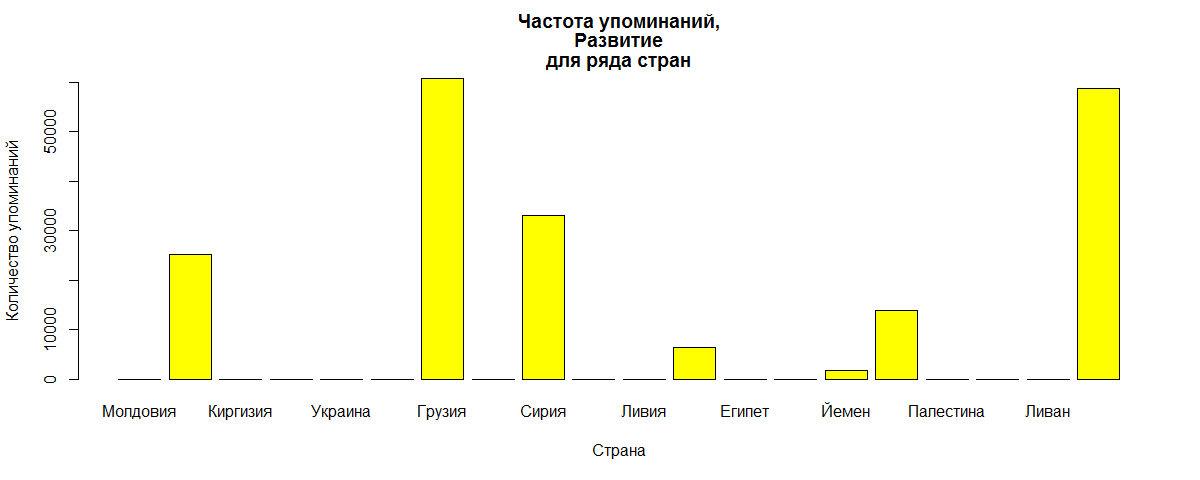 Частота упоминаний,
Развитие
для ряда стран
Количество упоминаний
50000
30000
10000
0
Молдовия Киргизия Украина Грузия Сирия Ливия Египет Йемен Палестина Ливан
Страна